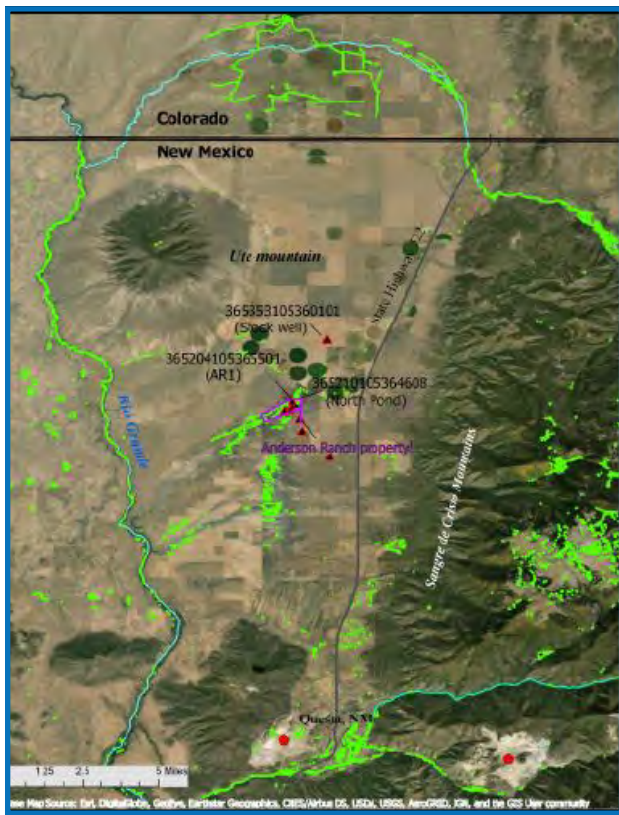 Colorado
New Mexico
State Highway 522
Ute mountain
365353105360101
(Stock well)
365204105365501
(AR1)
365210105364608
(North Pond)
Rio Grande
Anderson Ranch property
Sangre de Cristo Mountains
Questa, NM
1.25 2.5 5 Miles
ase Map Source: Esri, DigitalGlobe, GeoEye, Earthstar Geographics, CNES/Airbus DS, USDA, USGS, AeroGRID, IGN, and the GIS User community